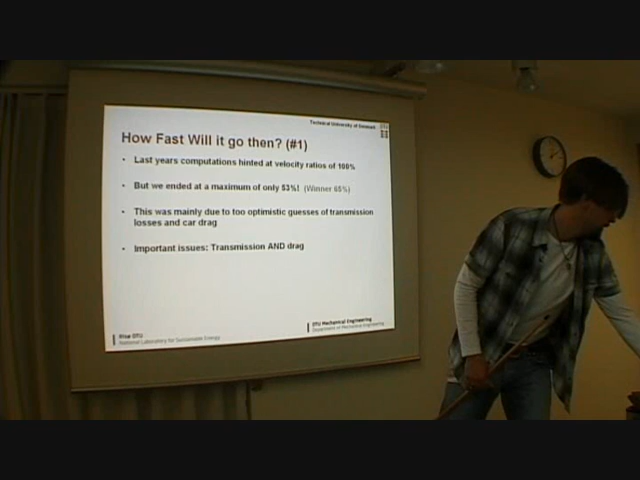 Technical University of Denmark
DTU
How Fast Will it go then? (#1)
• Last years computations hinted at velocity ratios of 100%
• But we ended at a maximum of only 53%! (Winner 65%)
• This was mainly due to too optimistic guesses of transmission
losses and car drag
• Important issues: Transmission AND drag
Risø DTU
National Laboratory for Sustainable Energy
DTU Mechanical Engineering
Department of Mechanical Engineering